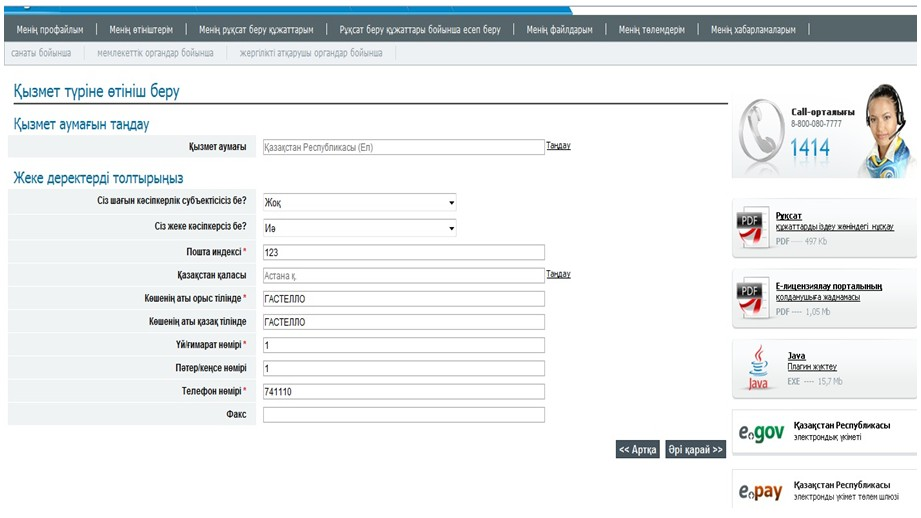 Менің профайлым
Менің өтініштерім
Менің рұқсат беру құжаттарым
Рұқсат беру құжаттары бойынша есеп беру
Менің файлдарым
Менің төлемдерім
Менің хабарламаларым
санаты бойынша
мемлекеттік органдар бойынша
жергілікті атқарушы органдар бойынша
Қызмет түріне өтініш беру
Қызмет аумағын таңдау
Қызмет аумағы
Қазақстан Республикасы (Ел)
Таңдау
Жеке деректерді толтырыңыз
Сіз шағын кәсіпкерлік субъектісісіз бе?
Жоқ
Сіз жеке кәсіпкерсіз бе?
Иә
Пошта индексі *
123
Қазақстан қаласы
Астана қ.
Таңдау
Көшенің аты орыс тілінде *
ГАСТЕЛЛО
Көшенің аты қазақ тілінде
ГАСТЕЛЛО
Үй/ғимарат нөмірі *
1
Пәтер/кеңсе нөмірі
1
Телефон нөмірі *
741110
Факс
<< Артқа
Әрі қарай >>
Call-орталығы
8-800-080-7777
1414
PDF
Рұқсат
құжаттарды іздеу жөніндегі нұсқау
PDF — 497 Kb
PDF
Е-лицензиялау порталының
қолданушыға жаднамасы
PDF — 1,05 Mb
Java
Java
Плагин жүктеу
EXE — 15,7 Mb
e.gov
Қазақстан Республикасы
электрондық үкіметі
e.pay
Қазақстан Республикасы
электронды үкімет төлем шлюзі